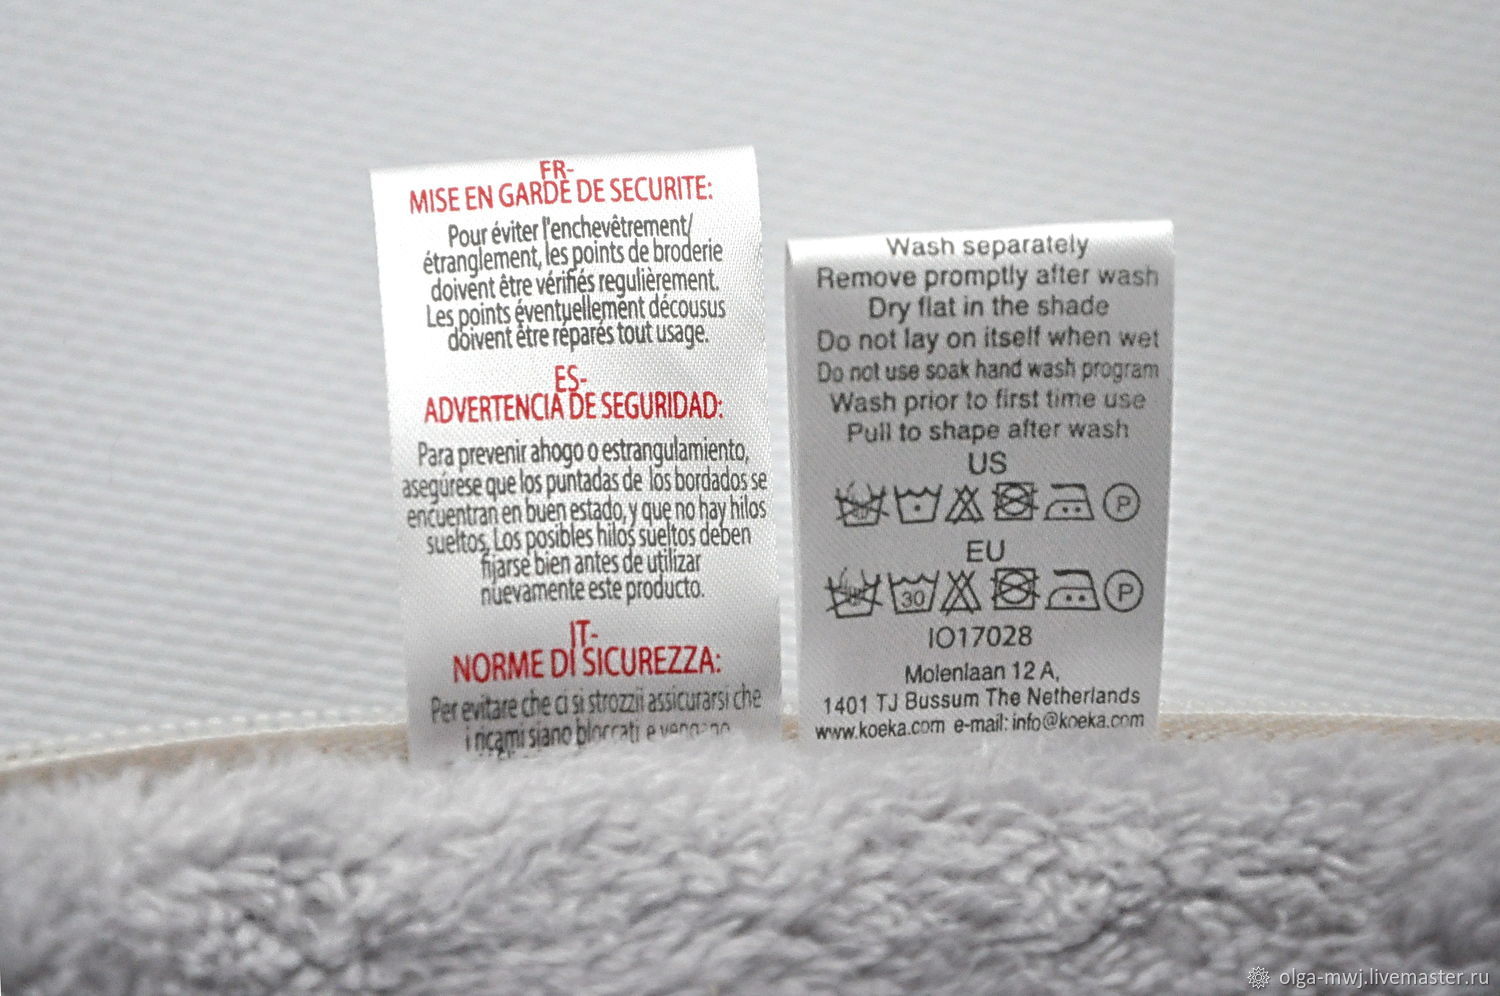 FR-
MISE EN GARDE DE SECURITE:
Pour éviter l'enchevêtrement/
étranglement, les points de broderie
doivent être vérifiés regulièrement.
Les points éventuellement décousus
doivent être réparés tout usage.
ES-
ADVERTENCIA DE SEGURIDAD:
Para prevenir ahogo o estrangulamiento,
asegúrese que los puntadas de los bordados se
encuentran en buen estado, y que no hay hilos
sueltos, Los posibles hilos sueltos deben
fijarse bien antes de utilizar
nuevamente este producto.
IT-
NORME DI SICUREZZA:
Per evitare che ci si strozzii assicurarsi che
i ricami siano bloccati e vengano
Wash separately
Remove promptly after wash
Dry flat in the shade
Do not lay on itself when wet
Do not use soak hand wash program
Wash prior to first time use
Pull to shape after wash
US
P
EU
30 P
IO17028
Molenlaan 12 A,
1401 TJ Bussum The Netherlands
www.koeka.com e-mail: info@koeka.com
olga-mwj.livemaster.ru